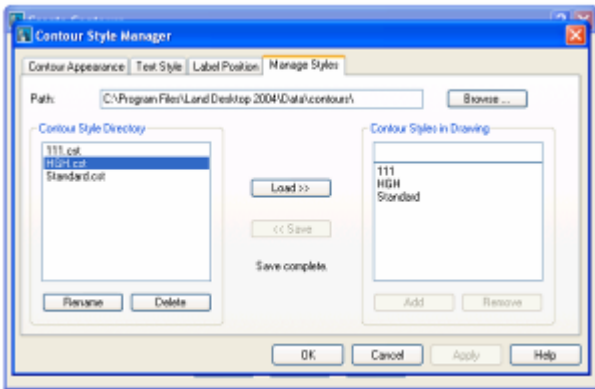 Contour Style Manager
Contour Appearance Text Style Label Position Manage Styles
Path: C:\Program Files\Land Desktop 2004\Data\contours\ Browse ...
Contour Style Directory Contour Styles in Drawing
111.cst
HGH.cst
Standard.cst
111
HGH
Standard
Load >>
<< Save
Save complete.
Rename Delete Add Remove
OK Cancel Apply Help